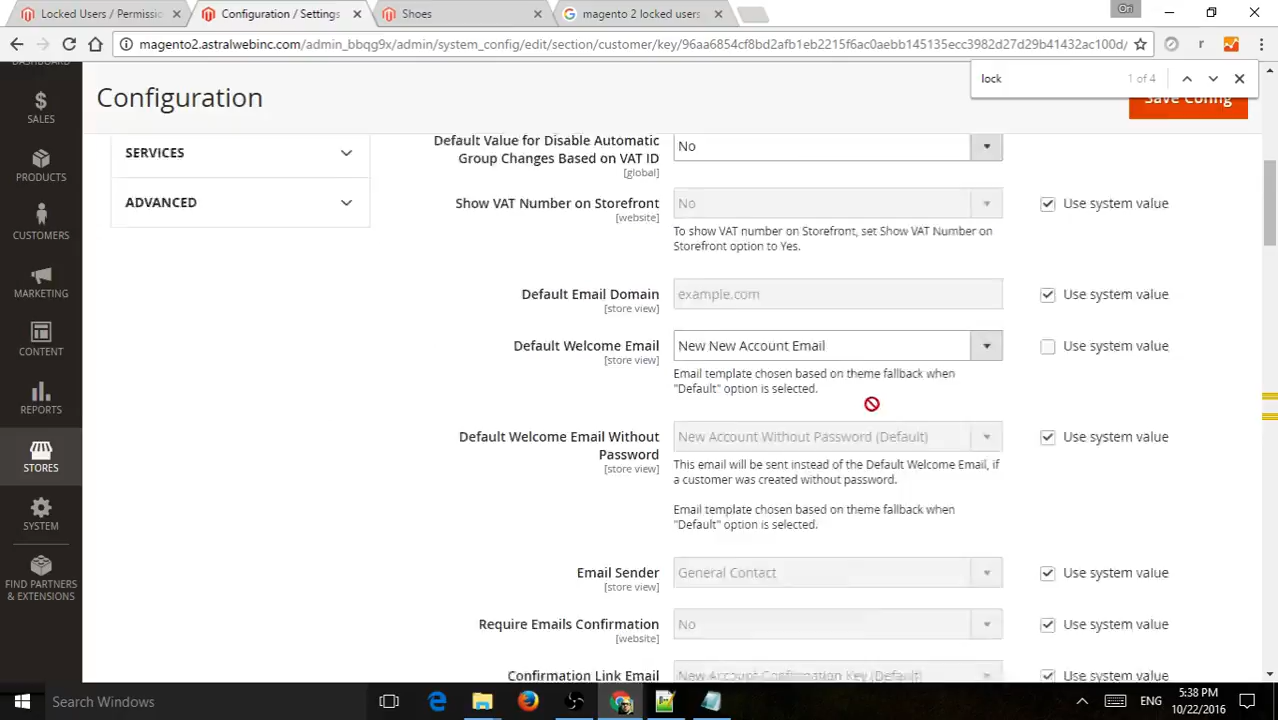 Locked Users / Permissio
Configuration / Settings
Shoes
magento 2 locked users
Ori
magento2.astralwebinc.com/admin_bbqg9x/admin/system_config/edit/section/customer/key/96aa6854cf8bd2afb1eb2215f6ac0aebb145135ecc3982d27d29b41432ac100d/
r
lock
1 of 4
DASHBOARD
Configuration
Save Config
SALES
PRODUCTS
CUSTOMERS
MARKETING
CONTENT
REPORTS
STORES
SYSTEM
FIND PARTNERS
& EXTENSIONS
SERVICES
ADVANCED
Default Value for Disable Automatic
Group Changes Based on VAT ID
[global]
No
Show VAT Number on Storefront
[website]
No
Use system value
To show VAT number on Storefront, set Show VAT Number on
Storefront option to Yes.
Default Email Domain
[store view]
example.com
Use system value
Default Welcome Email
[store view]
New New Account Email
Use system value
Email template chosen based on theme fallback when
"Default" option is selected.
Default Welcome Email Without
Password
[store view]
New Account Without Password (Default)
Use system value
This email will be sent instead of the Default Welcome Email, if
a customer was created without password.
Email template chosen based on theme fallback when
"Default" option is selected.
Email Sender
[store view]
General Contact
Use system value
Require Emails Confirmation
[website]
No
Use system value
Confirmation Link Email
New Account Confirmation Key (Default)
Use system value
Search Windows
ENG
5:38 PM
10/22/2016